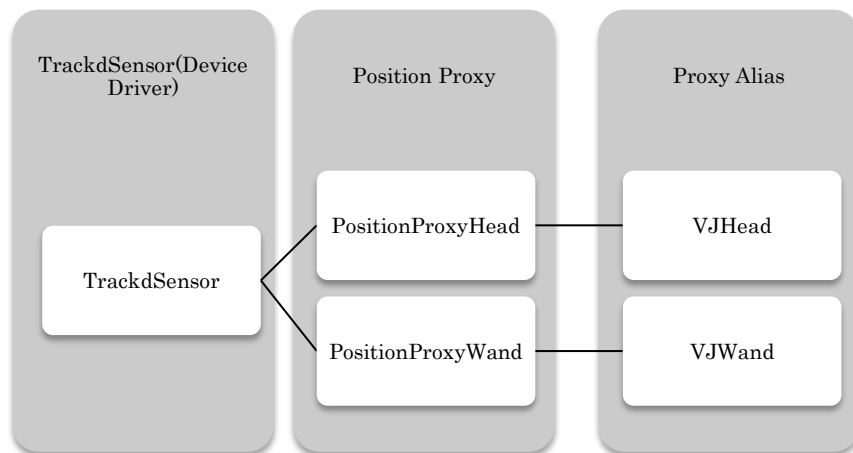 TrackdSensor(Device
Driver)
Position Proxy
Proxy Alias
TrackdSensor
PositionProxyHead
PositionProxyWand
VJHead
VJWand